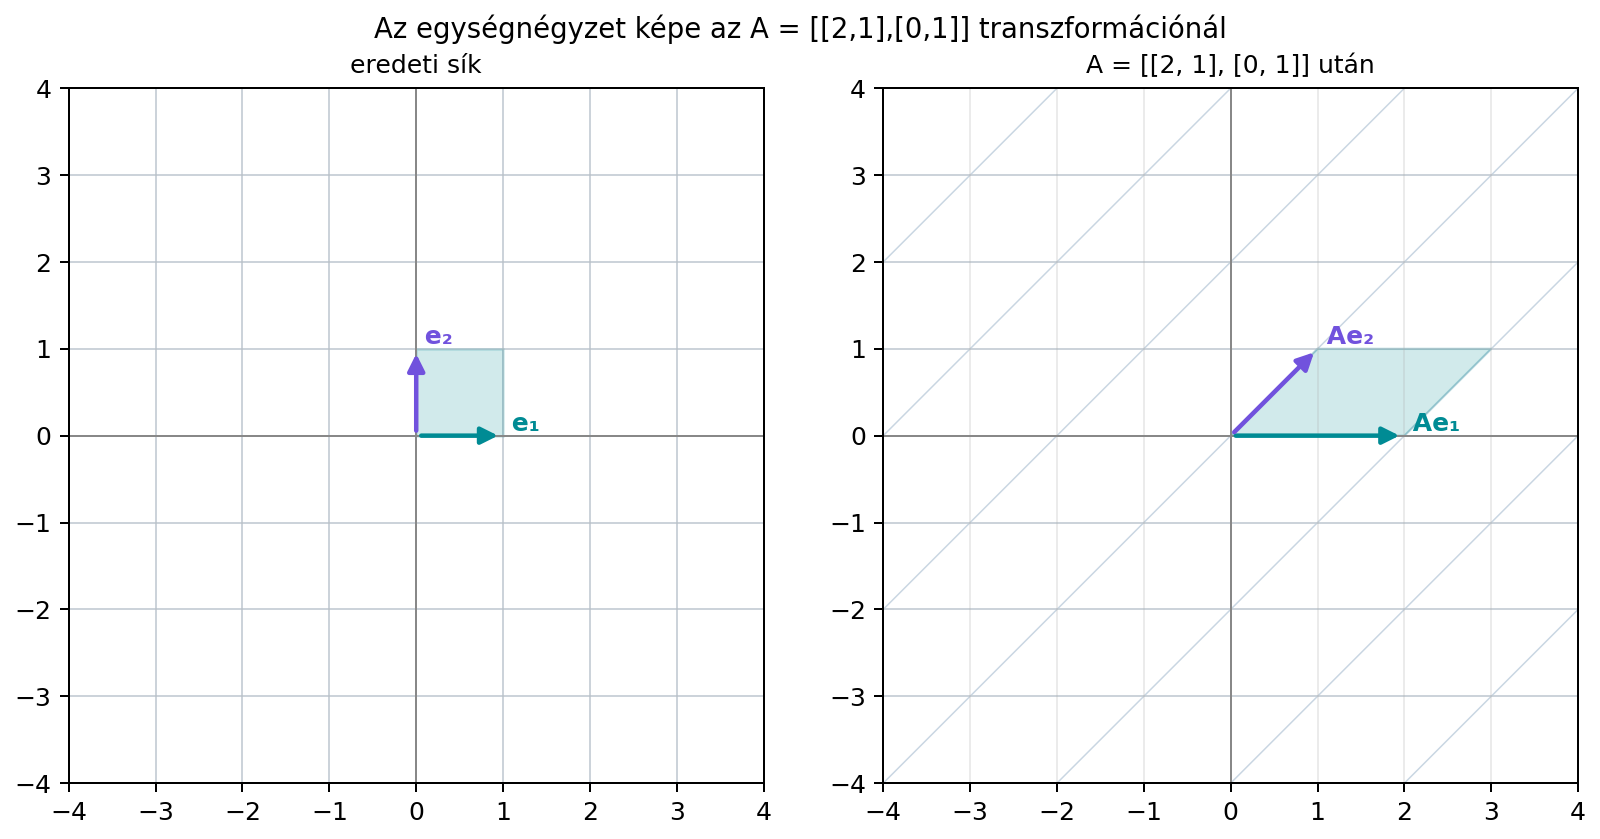 Az egységnégyzet képe az A = [[2,1],[0,1]] transzformációnál
eredeti sík
4
3
2
1
0
−1
−2
−3
−4
−4 −3 −2 −1 0 1 2 3 4
e₂
e₁
A = [[2, 1], [0, 1]] után
4
3
2
1
0
−1
−2
−3
−4
−4 −3 −2 −1 0 1 2 3 4
Ae₂
Ae₁